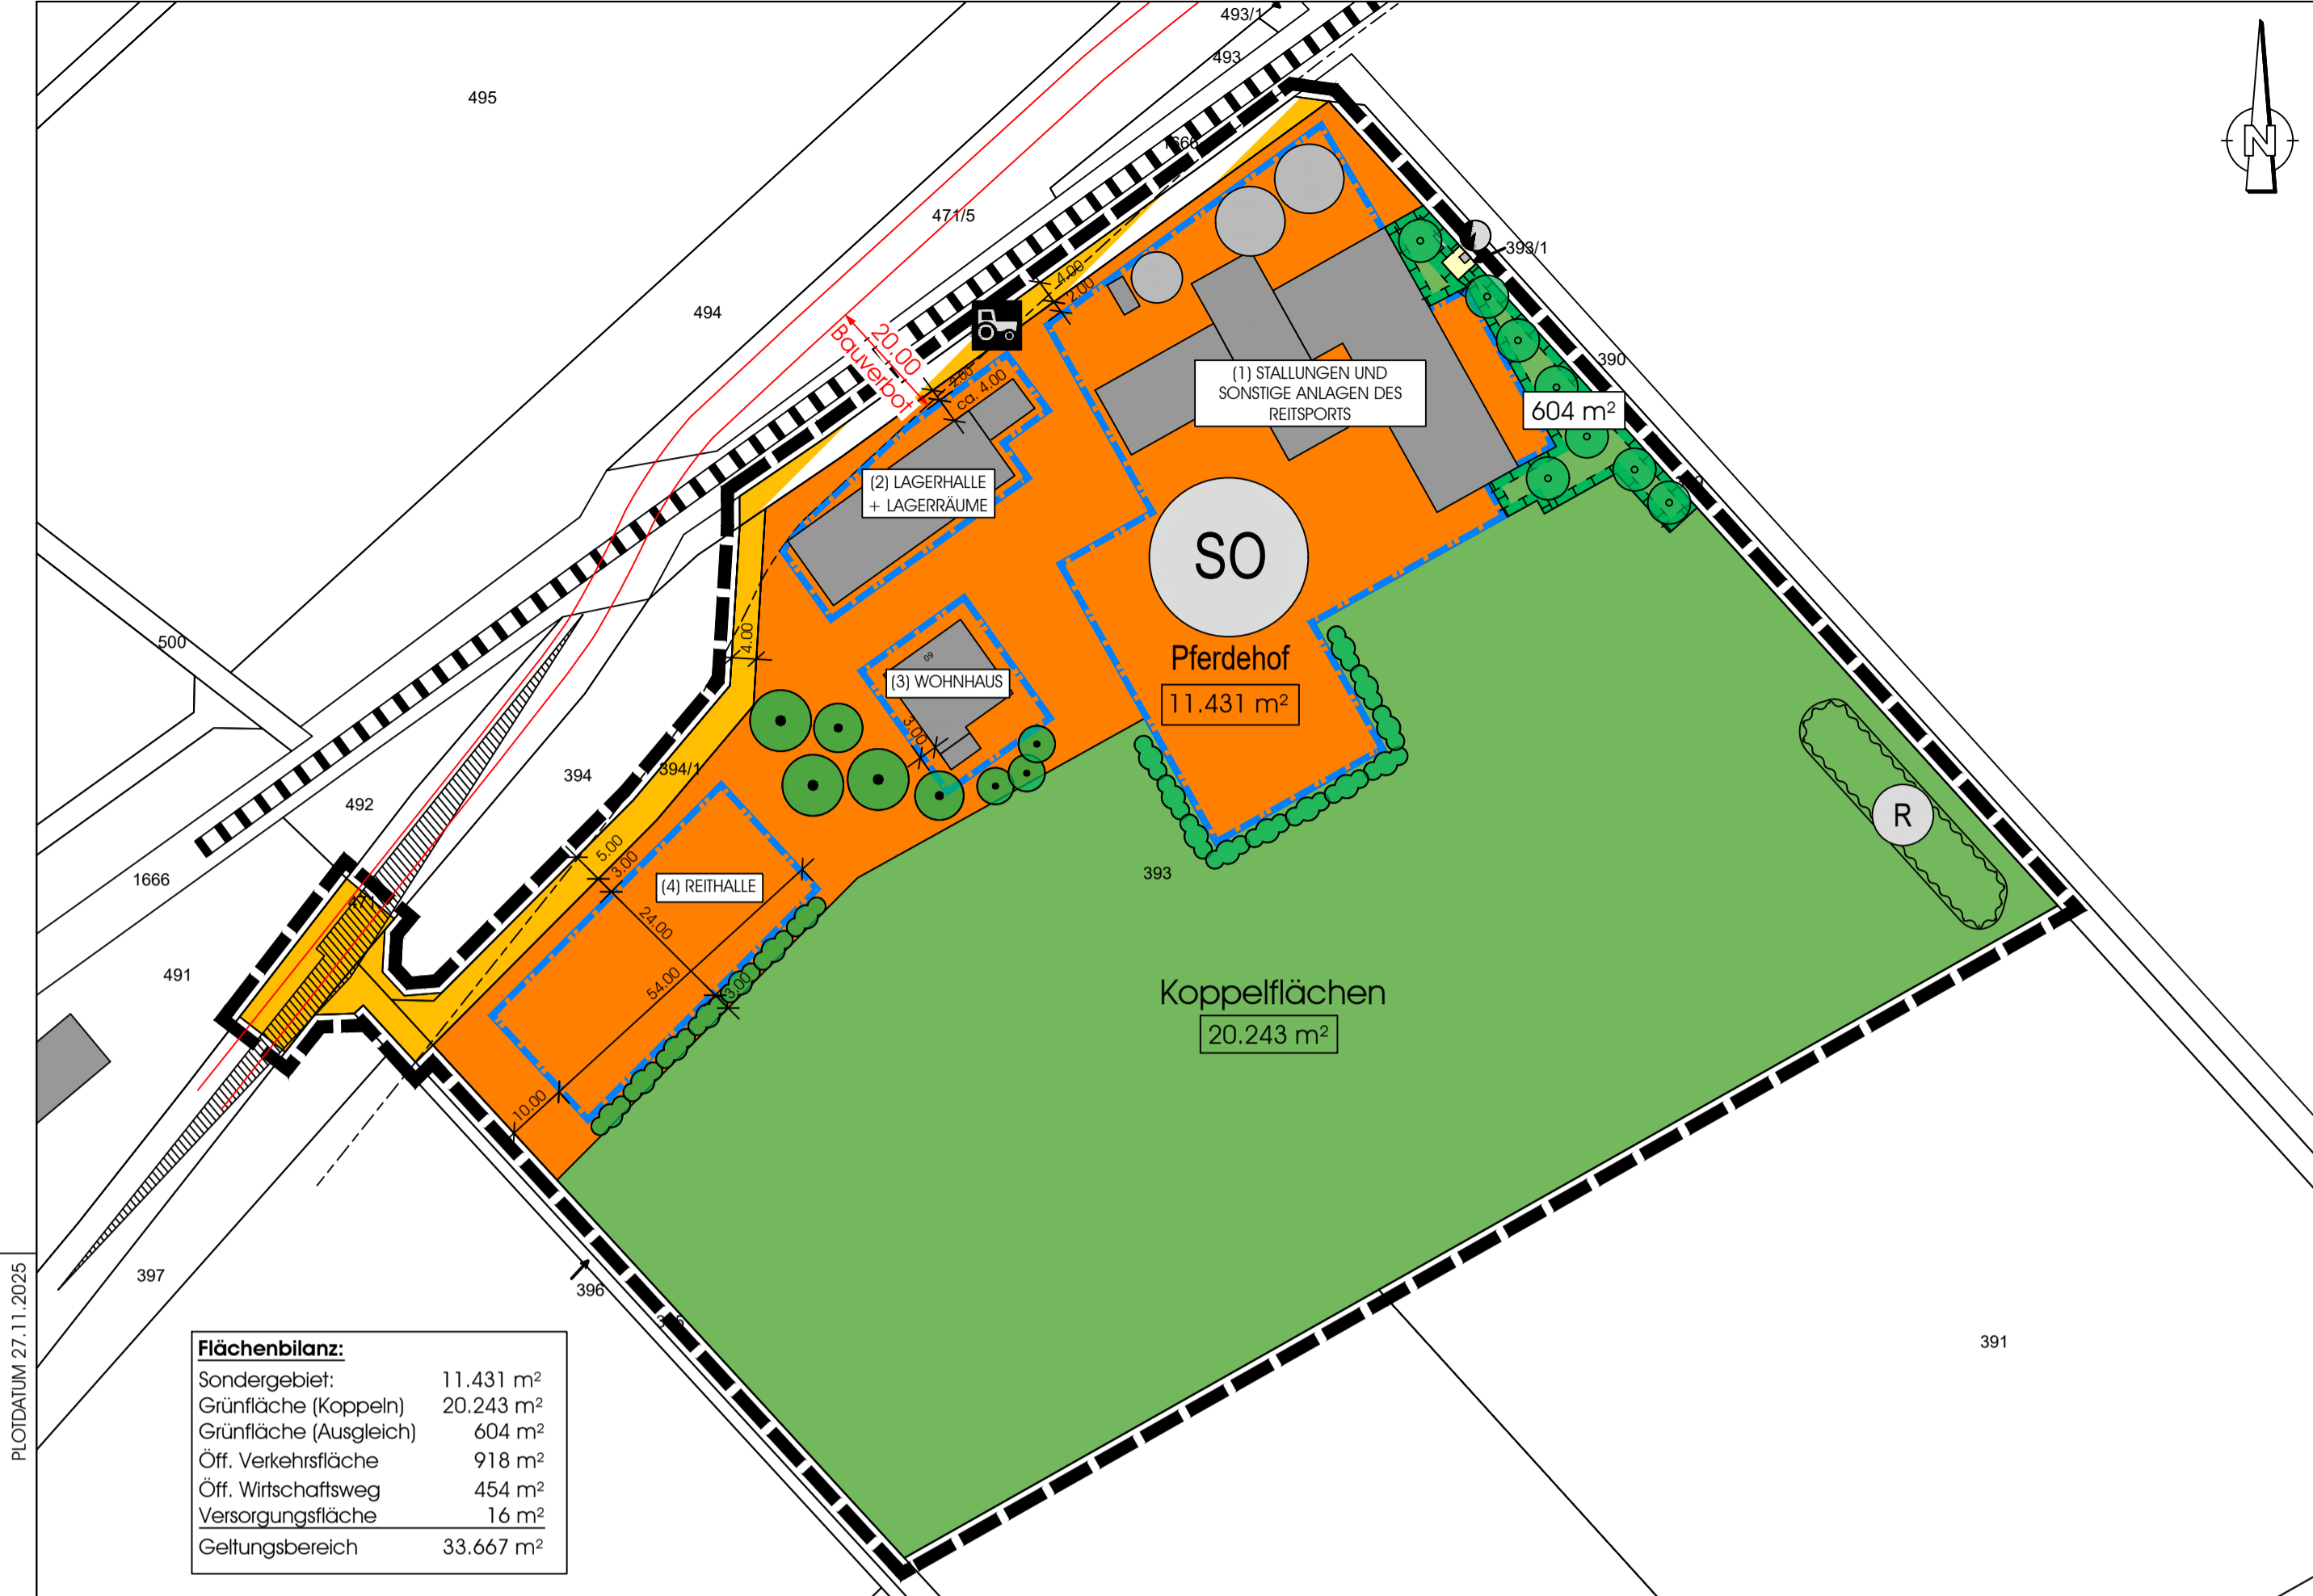 493/1
493
495
N
1666
471/5
393/1
494
4.00
2.00
20.00
Bauverbot
2.00
ca. 4.00
390
(1) STALLUNGEN UND
SONSTIGE ANLAGEN DES
REITSPORTS
604 m²
(2) LAGERHALLE
+ LAGERRÄUME
SO
Pferdehof
11.431 m²
500
4.00
60
(3) WOHNHAUS
3.00
394
394/1
492
R
5.00
3.00
393
1666
(4) REITHALLE
471
24.00
491
54.00
3.00
Koppelflächen
20.243 m²
10.00
397
396
391
PLOTDATUM 27.11.2025
Flächenbilanz:
Sondergebiet: 11.431 m²
Grünfläche (Koppeln) 20.243 m²
Grünfläche (Ausgleich) 604 m²
Öff. Verkehrsfläche 918 m²
Öff. Wirtschaftsweg 454 m²
Versorgungsfläche 16 m²
Geltungsbereich 33.667 m²